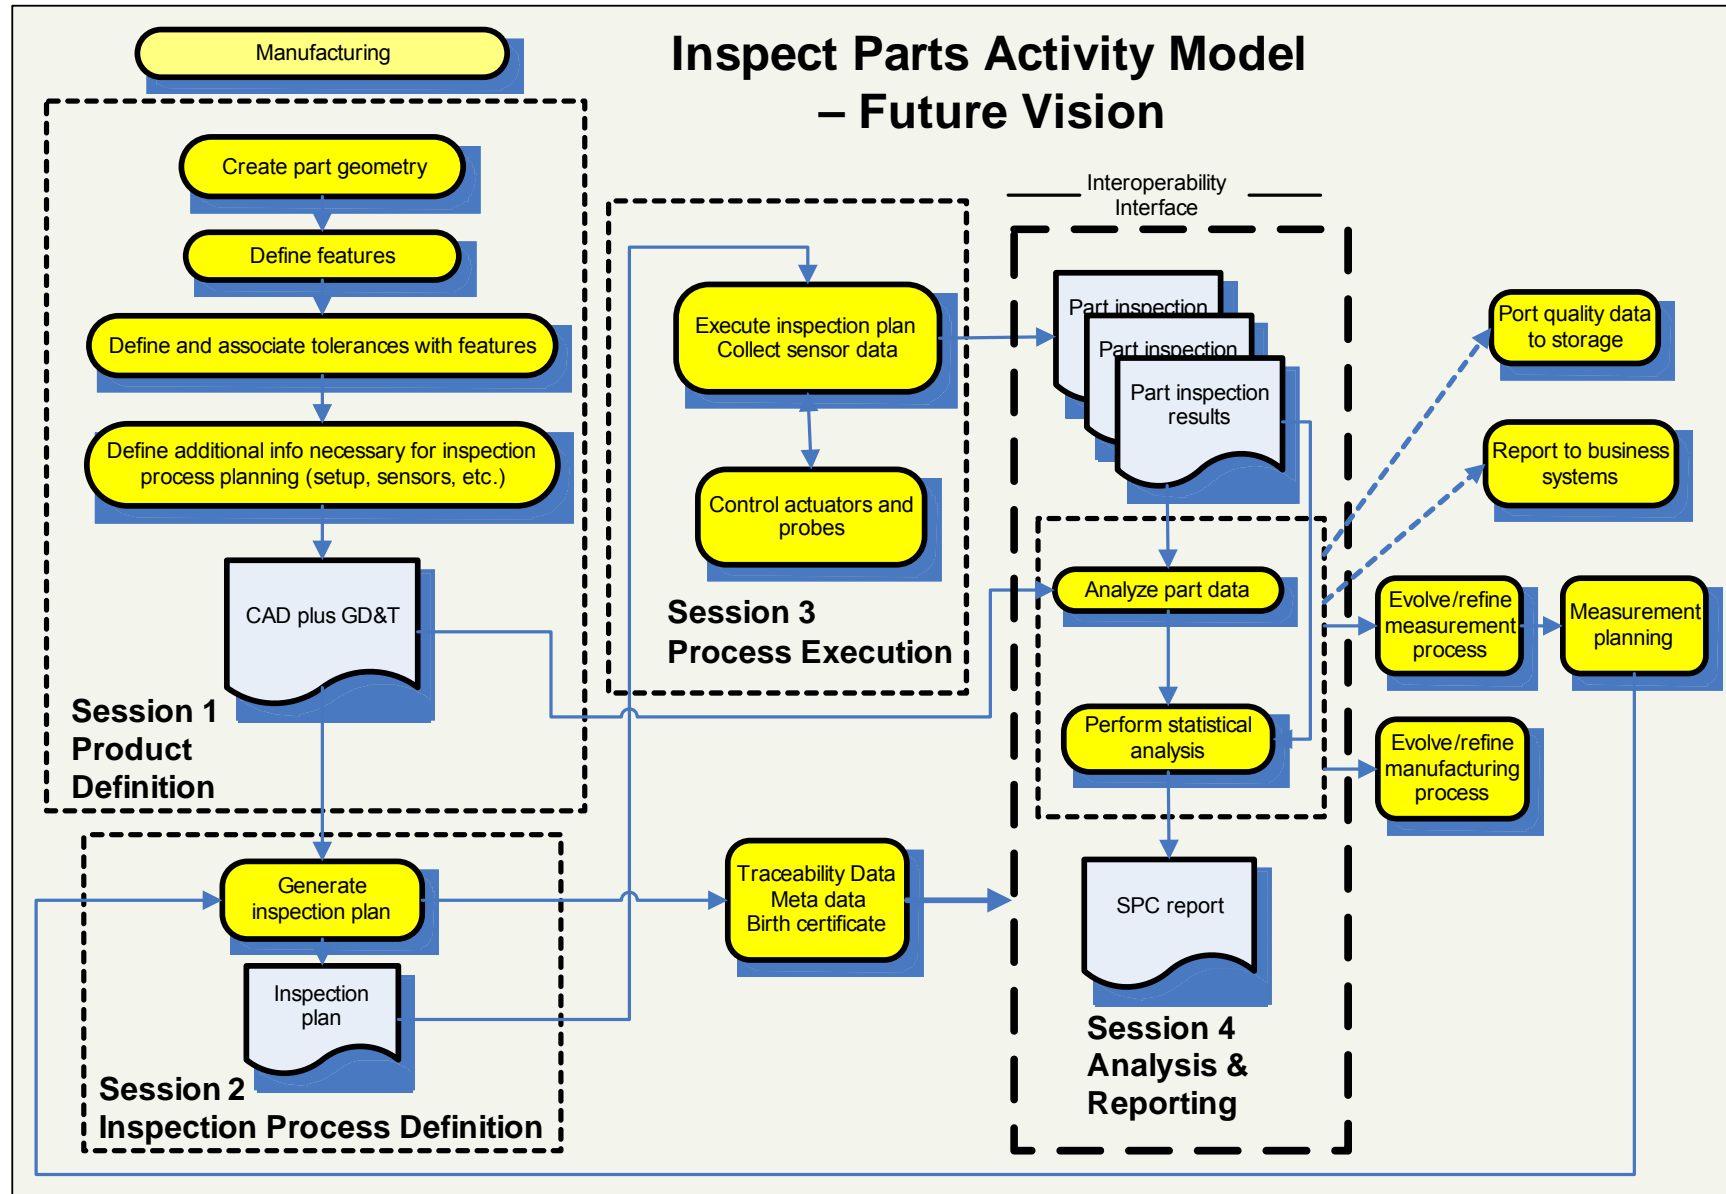 Inspect Parts Activity Model
– Future Vision
Manufacturing
Create part geometry
Define features
Define and associate tolerances with features
Define additional info necessary for inspection
process planning (setup, sensors, etc.)
CAD plus GD&T
Session 1
Product
Definition
Generate
inspection plan
Inspection
plan
Session 2
Inspection Process Definition
Execute inspection plan
Collect sensor data
Control actuators and
probes
Session 3
Process Execution
Traceability Data
Meta data
Birth certificate
Interoperability
Interface
Part inspection
Part inspection
Part inspection
results
Analyze part data
Perform statistical
analysis
SPC report
Session 4
Analysis &
Reporting
Port quality data
to storage
Report to business
systems
Evolve/refine
measurement
process
Measurement
planning
Evolve/refine
manufacturing
process